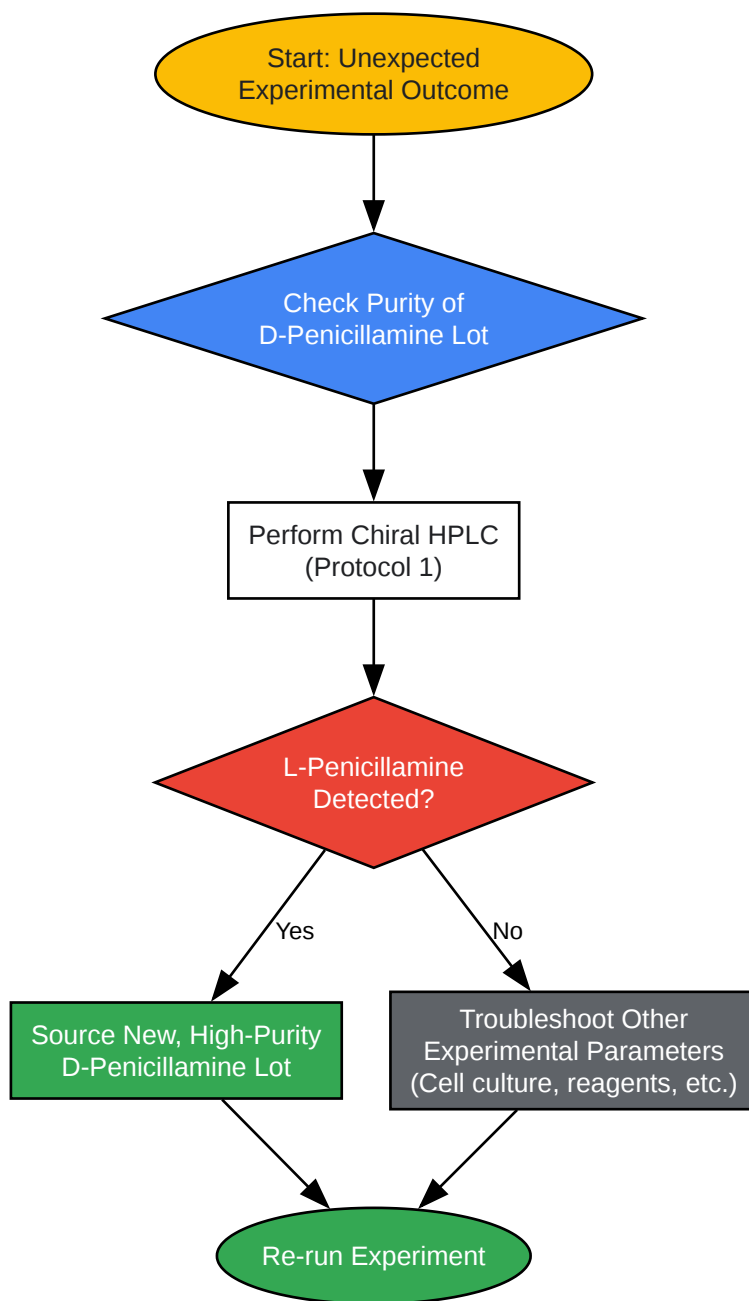 Start: Unexpected
Experimental Outcome
Check Purity of
D-Penicillamine Lot
Perform Chiral HPLC
(Protocol 1)
L-Penicillamine
Detected?
Yes
No
Source New, High-Purity
D-Penicillamine Lot
Troubleshoot Other
Experimental Parameters
(Cell culture, reagents, etc.)
Re-run Experiment